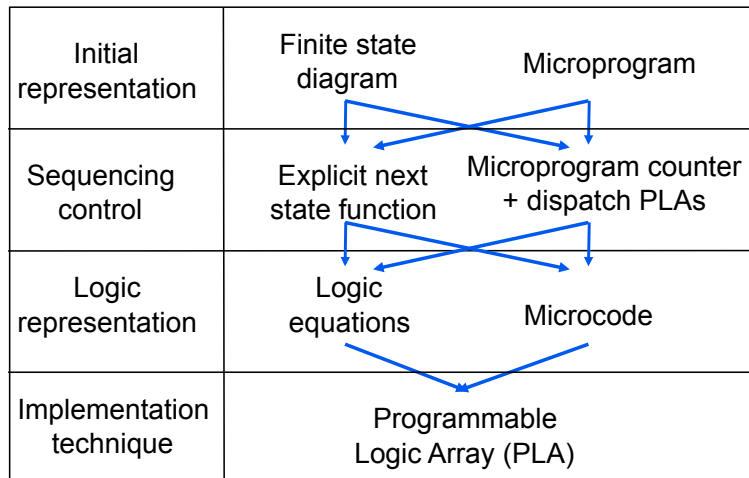 Initial
representation
Finite state
diagram
Microprogram
Sequencing
control
Explicit next
state function
Microprogram counter
+ dispatch PLAs
Logic
representation
Logic
equations
Microcode
Implementation
technique
Programmable
Logic Array (PLA)